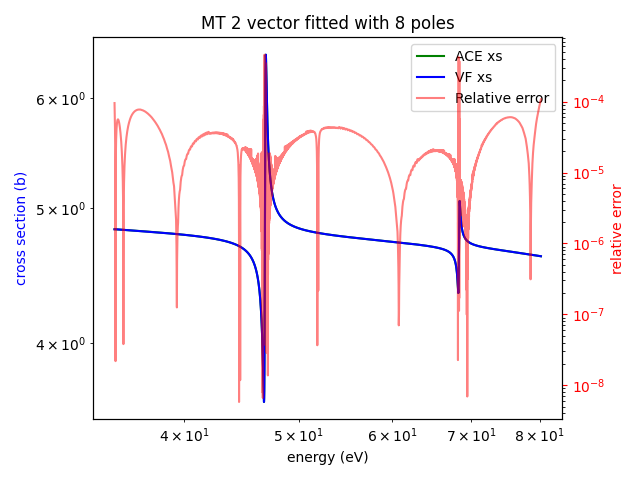 MT 2 vector fitted with 8 poles
ACE xs
VF xs
Relative error
6 × 10⁰
5 × 10⁰
4 × 10⁰
cross section (b)
10⁻⁴
10⁻⁵
10⁻⁶
10⁻⁷
10⁻⁸
relative error
4 × 10¹ 5 × 10¹ 6 × 10¹ 7 × 10¹ 8 × 10¹
energy (eV)